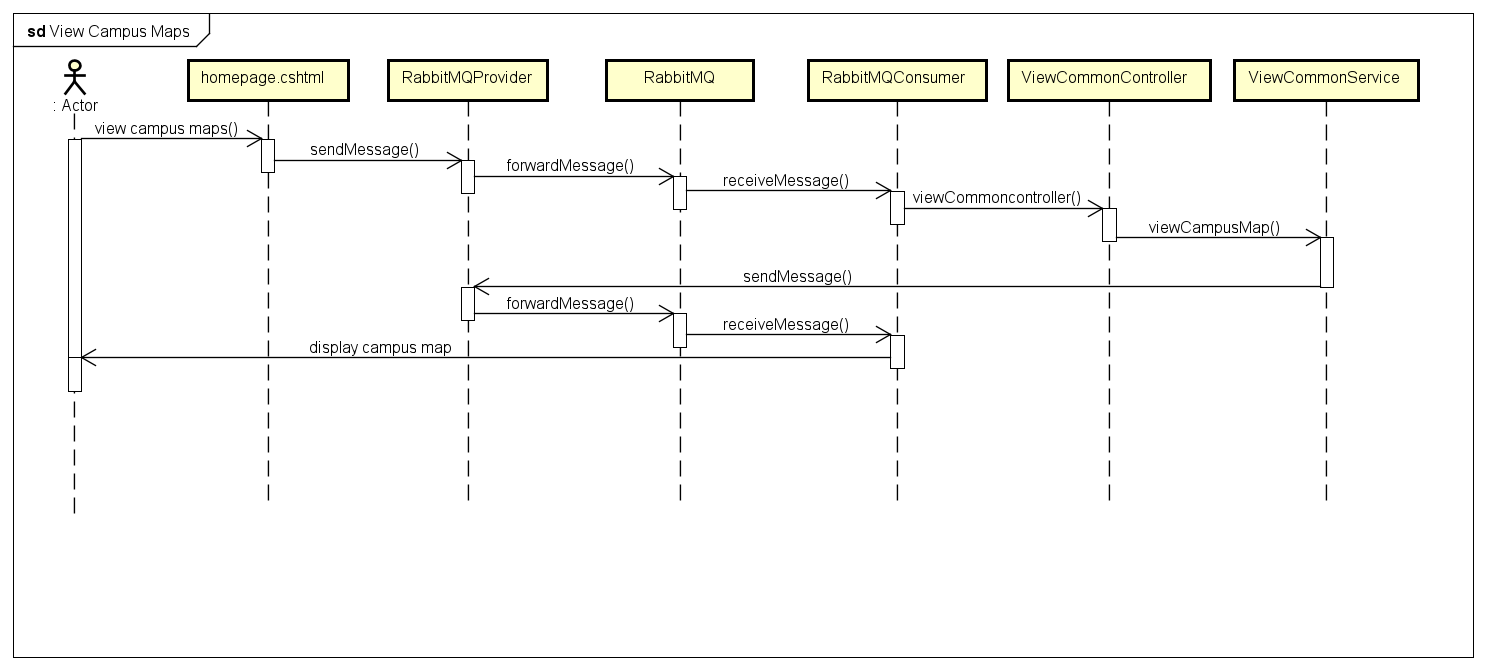 sd View Campus Maps
: Actor
homepage.cshtml
RabbitMQProvider
RabbitMQ
RabbitMQConsumer
ViewCommonController
ViewCommonService
view campus maps()
sendMessage()
forwardMessage()
receiveMessage()
viewCommoncontroller()
viewCampusMap()
sendMessage()
forwardMessage()
receiveMessage()
display campus map